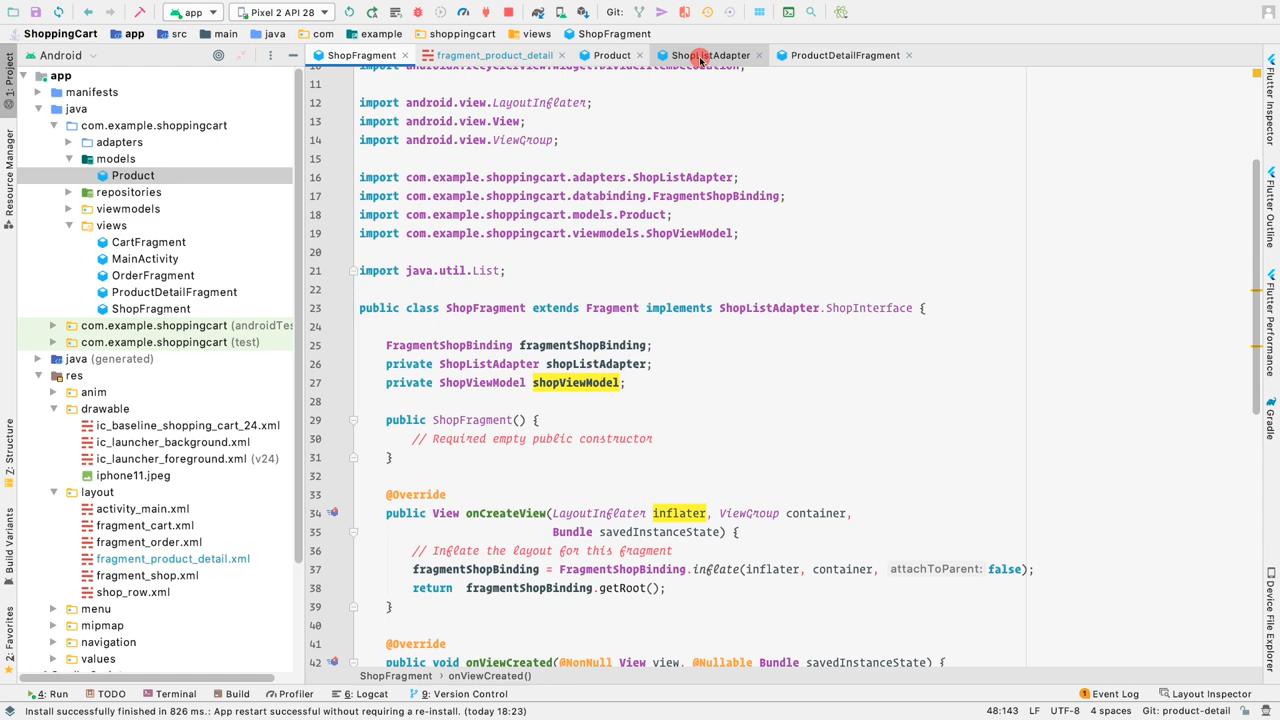 app
Pixel 2 API 28
Git:
ShoppingCart
app
src
main
java
com
example
shoppingcart
views
ShopFragment
Android
ShopFragment
fragment_product_detail
Product
ShopListAdapter
ProductDetailFragment
1: Project
Resource Manager
Z: Structure
Build Variants
2: Favorites
app
manifests
java
com.example.shoppingcart
adapters
models
Product
repositories
viewmodels
views
CartFragment
MainActivity
OrderFragment
ProductDetailFragment
ShopFragment
com.example.shoppingcart (androidTes
com.example.shoppingcart (test)
java (generated)
res
anim
drawable
ic_baseline_shopping_cart_24.xml
ic_launcher_background.xml
ic_launcher_foreground.xml (v24)
iphone11.jpeg
layout
activity_main.xml
fragment_cart.xml
fragment_order.xml
fragment_product_detail.xml
fragment_shop.xml
shop_row.xml
menu
mipmap
navigation
values
11
12 import android.view.LayoutInflater;
13 import android.view.View;
14 import android.view.ViewGroup;
15
16 import com.example.shoppingcart.adapters.ShopListAdapter;
17 import com.example.shoppingcart.databinding.FragmentShopBinding;
18 import com.example.shoppingcart.models.Product;
19 import com.example.shoppingcart.viewmodels.ShopViewModel;
20
21 import java.util.List;
22
23 public class ShopFragment extends Fragment implements ShopListAdapter.ShopInterface {
24
25 FragmentShopBinding fragmentShopBinding;
26 private ShopListAdapter shopListAdapter;
27 private ShopViewModel shopViewModel;
28
29 public ShopFragment() {
30 // Required empty public constructor
31 }
32
33 @Override
34 public View onCreateView(LayoutInflater inflater, ViewGroup container,
35 Bundle savedInstanceState) {
36 // Inflate the layout for this fragment
37 fragmentShopBinding = FragmentShopBinding.inflate(inflater, container, attachToParent: false);
38 return fragmentShopBinding.getRoot();
39 }
40
41 @Override
42 public void onViewCreated(@NonNull View view, @Nullable Bundle savedInstanceState) {
ShopFragment
onViewCreated()
Flutter Inspector
Flutter Outline
Flutter Performance
Gradle
Device File Explorer
4: Run
TODO
Terminal
Build
Profiler
6: Logcat
9: Version Control
1 Event Log
Layout Inspector
Install successfully finished in 826 ms.: App restart successful without requiring a re-install. (today 18:23)
48:143 LF UTF-8 4 spaces Git: product-detail